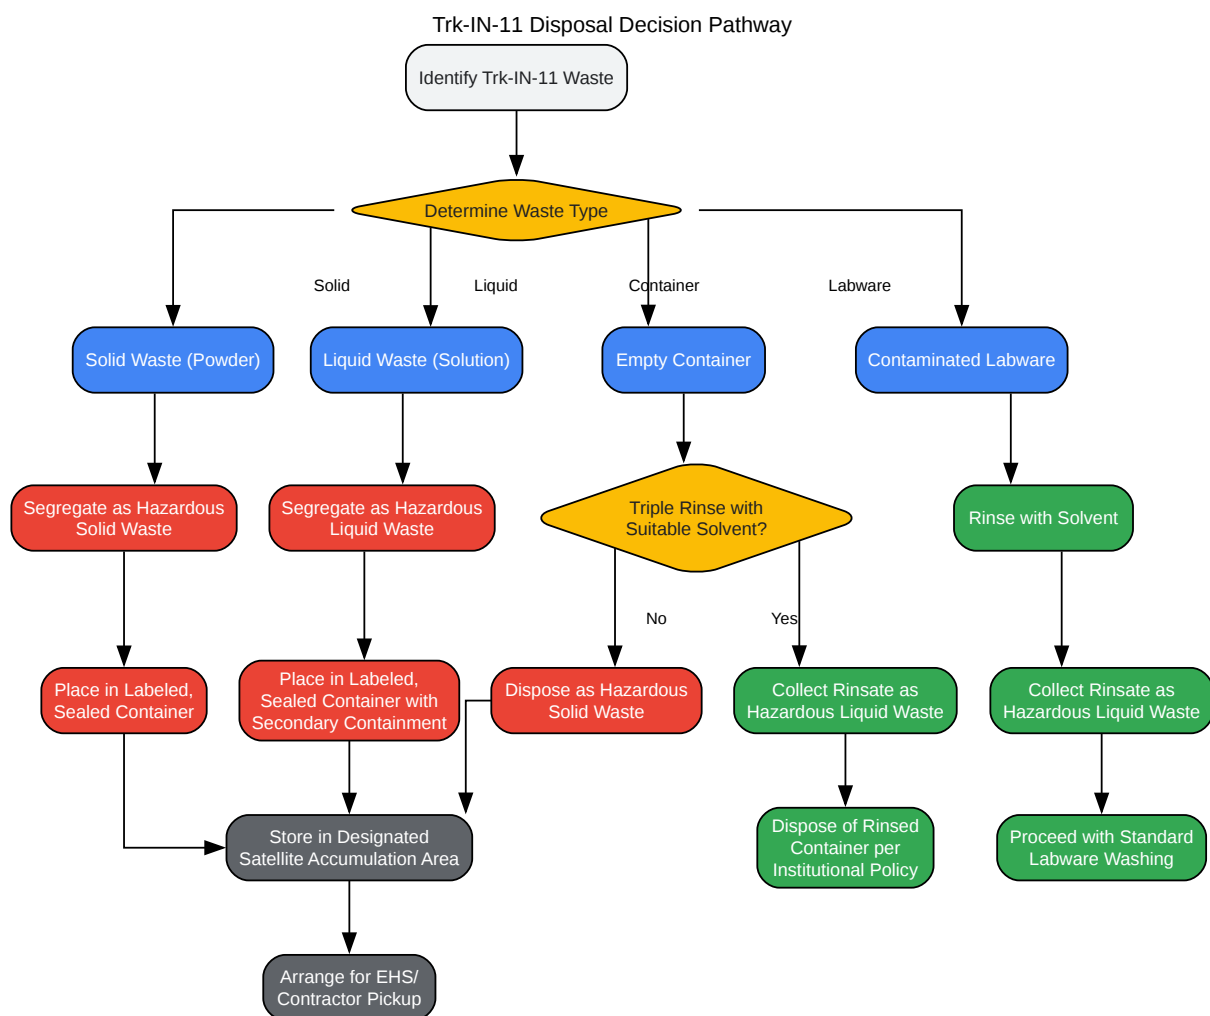 Trk-IN-11 Disposal Decision Pathway
Identify Trk-IN-11 Waste
Determine Waste Type
Solid
Liquid
Container
Labware
Solid Waste (Powder)
Liquid Waste (Solution)
Empty Container
Contaminated Labware
Segregate as Hazardous
Solid Waste
Segregate as Hazardous
Liquid Waste
Triple Rinse with
Suitable Solvent?
Rinse with Solvent
No
Yes
Place in Labeled,
Sealed Container
Place in Labeled,
Sealed Container with
Secondary Containment
Dispose as Hazardous
Solid Waste
Collect Rinsate as
Hazardous Liquid Waste
Collect Rinsate as
Hazardous Liquid Waste
Store in Designated
Satellite Accumulation Area
Dispose of Rinsed
Container per
Institutional Policy
Proceed with Standard
Labware Washing
Arrange for EHS/
Contractor Pickup